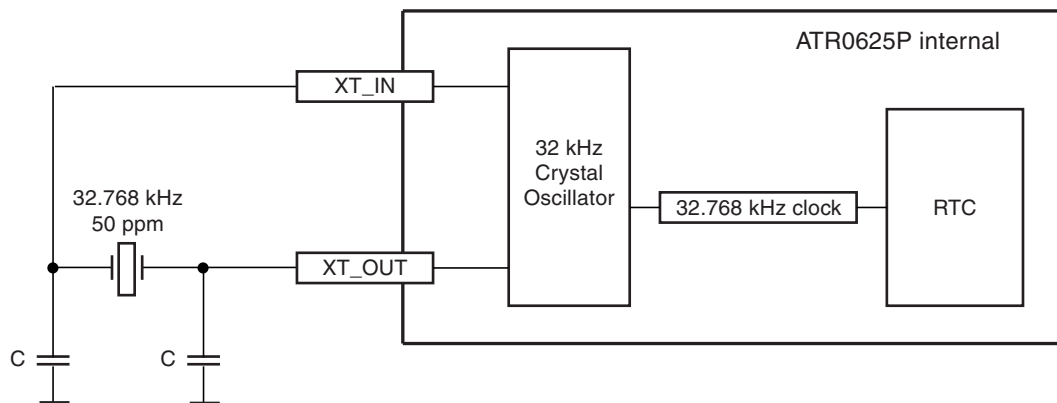 ATR0625P internal
XT_IN
32 kHz
Crystal
Oscillator
32.768 kHz
50 ppm
32.768 kHz clock
RTC
XT_OUT
C
C